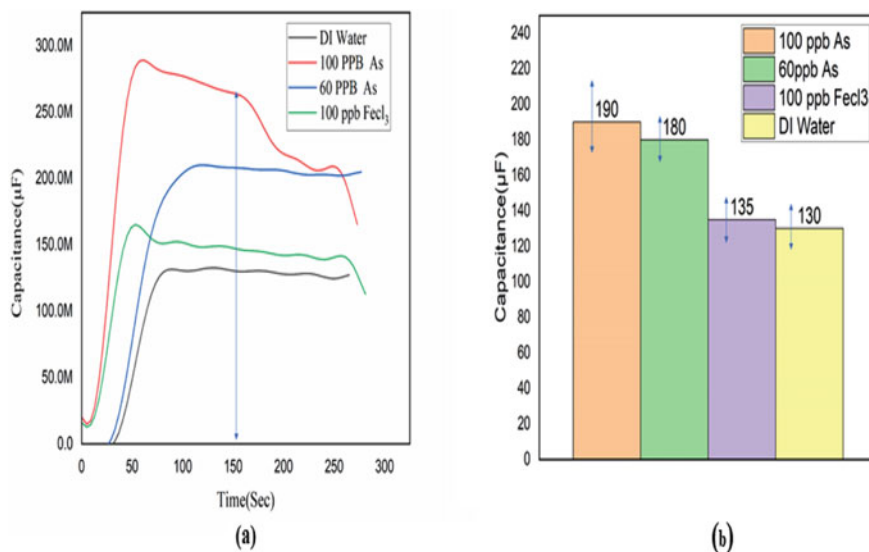 300.0M
250.0M
200.0M
150.0M
100.0M
50.0M
0.0
Capacitance(μF)
DI Water
100 PPB As
60 PPB As
100 ppb Fecl3
0 50 100 150 200 250 300
Time(Sec)
(a)
240
220
200
180
160
140
120
100
80
60
40
20
0
Capacitance(μF)
100 ppb As
60ppb As
100 ppb Fecl3
DI Water
190
180
135
130
(b)